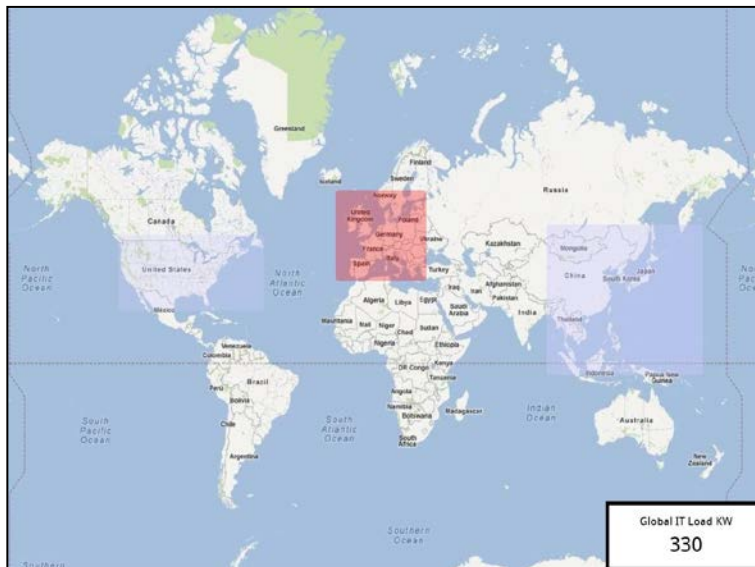 Greenland
Iceland
Finland
Sweden
Norway
Russia
Canada
United
Kingdom
Poland
Germany
Ukraine
France
Kazakhstan
Mongolia
North
Pacific
Ocean
United States
North
Atlantic
Ocean
Spain
Italy
Turkey
China
South Korea
Japan
North
Pacific
Ocean
Afghanistan
Iraq
Iran
Pakistan
Algeria
Libya
Egypt
Saudi
Arabia
Mexico
India
Thailand
Mauritania
Mali
Niger
Chad
Sudan
Nigeria
Ethiopia
Venezuela
Colombia
DR Congo
Kenya
Tanzania
Indonesia
Papua New
Guinea
Peru
Brazil
Bolivia
Angola
Namibia
Botswana
Madagascar
Indian
Ocean
Australia
South
Pacific
Ocean
Chile
South
Atlantic
Ocean
South
Africa
Argentina
New
Zealand
Southern
Ocean
Southern
Global IT Load KW
330